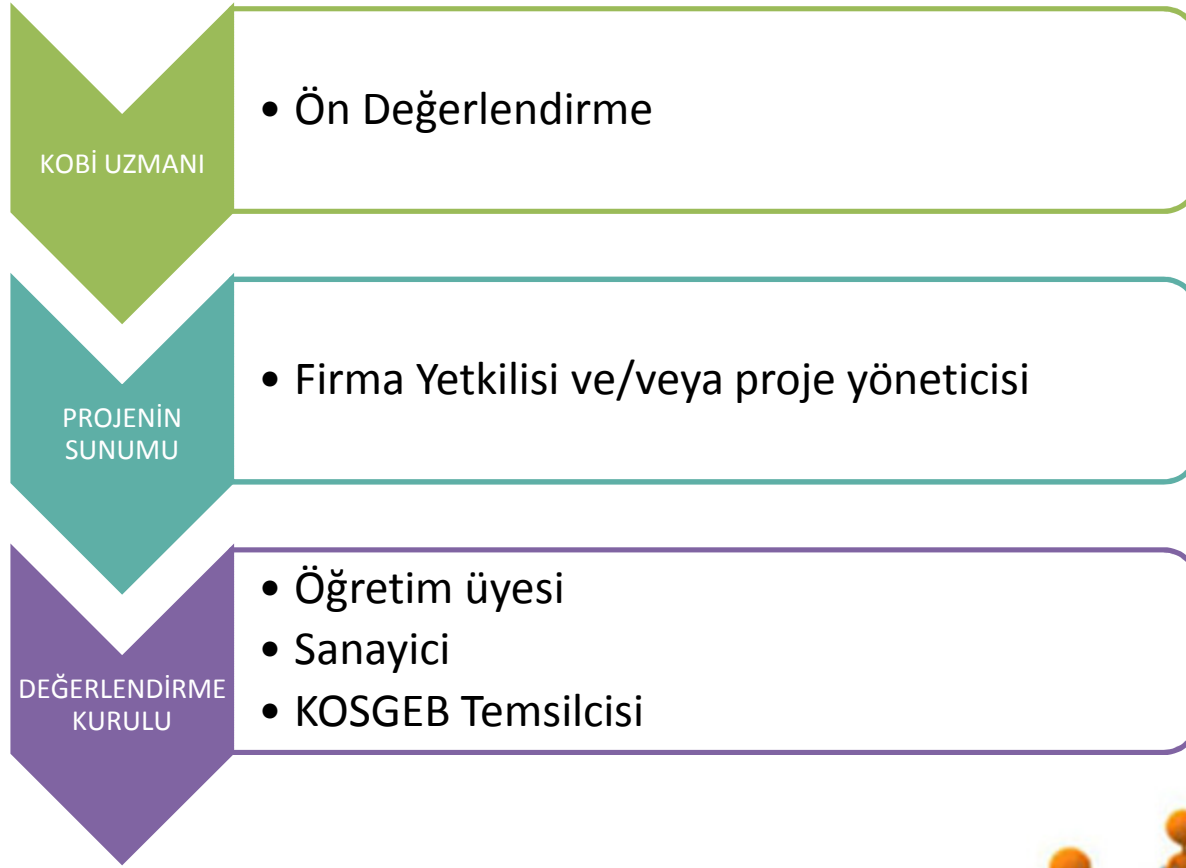 KOBİ UZMANI
• Ön Değerlendirme
PROJENİN
SUNUMU
• Firma Yetkilisi ve/veya proje yöneticisi
DEĞERLENDİRME
KURULU
• Öğretim üyesi
• Sanayici
• KOSGEB Temsilcisi